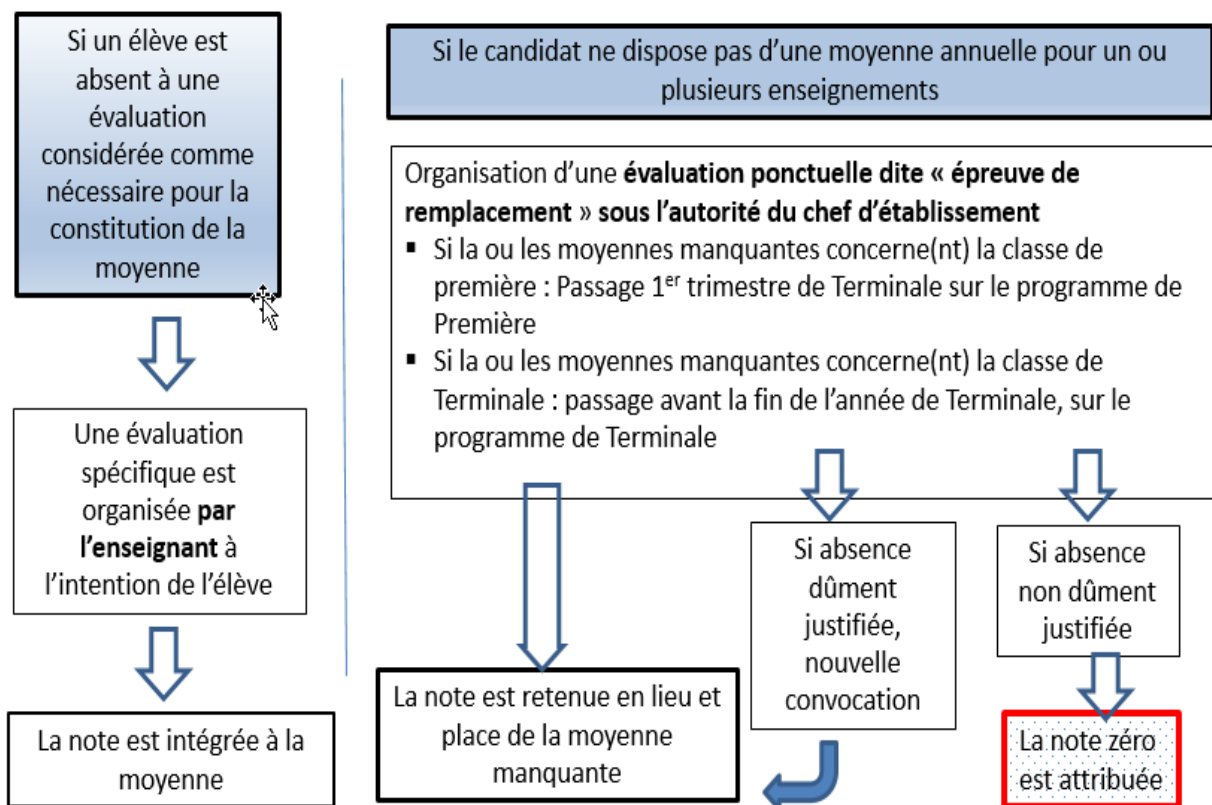 Si un élève est
absent à une
évaluation
considérée comme
nécessaire pour la
constitution de la
moyenne
Une évaluation
spécifique est
organisée par
l’enseignant à
l’intention de l’élève
La note est intégrée à la
moyenne
Si le candidat ne dispose pas d’une moyenne annuelle pour un ou
plusieurs enseignements
Organisation d’une évaluation ponctuelle dite « épreuve de
remplacement » sous l’autorité du chef d’établissement
▪ Si la ou les moyennes manquantes concerne(nt) la classe de
première : Passage 1er trimestre de Terminale sur le programme de
Première
▪ Si la ou les moyennes manquantes concerne(nt) la classe de
Terminale : passage avant la fin de l’année de Terminale, sur le
programme de Terminale
La note est retenue en lieu et
place de la moyenne
manquante
Si absence
dûment
justifiée,
nouvelle
convocation
Si absence
non dûment
justifiée
La note zéro
est attribuée